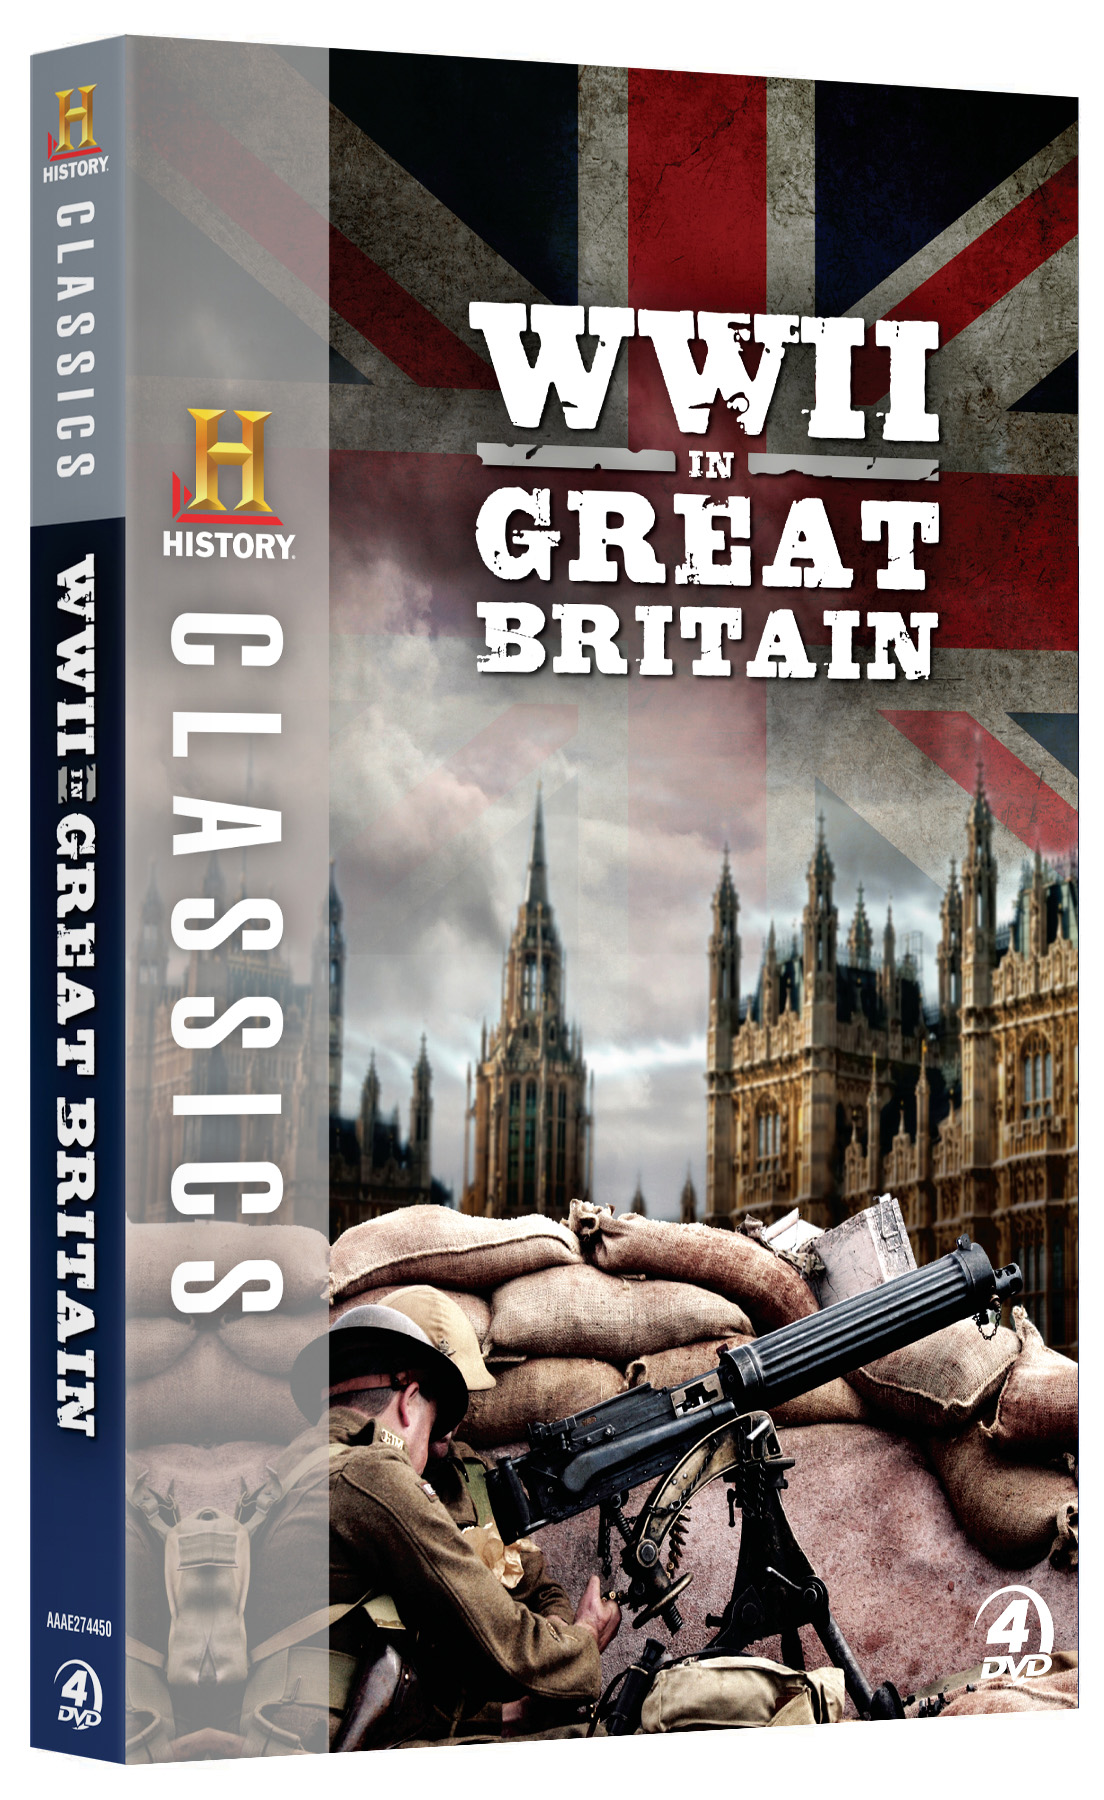 H
HISTORY
CLASSICS
WWII IN GREAT BRITAIN
AAAE274450
4
DVD
H
HISTORY
CLASSICS
WWII
IN
GREAT
BRITAIN
4
DVD